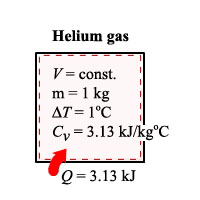 Helium gas
V = const.
m = 1 kg
ΔT = 1°C
Cv = 3.13 kJ/kg°C
Q = 3.13 kJ